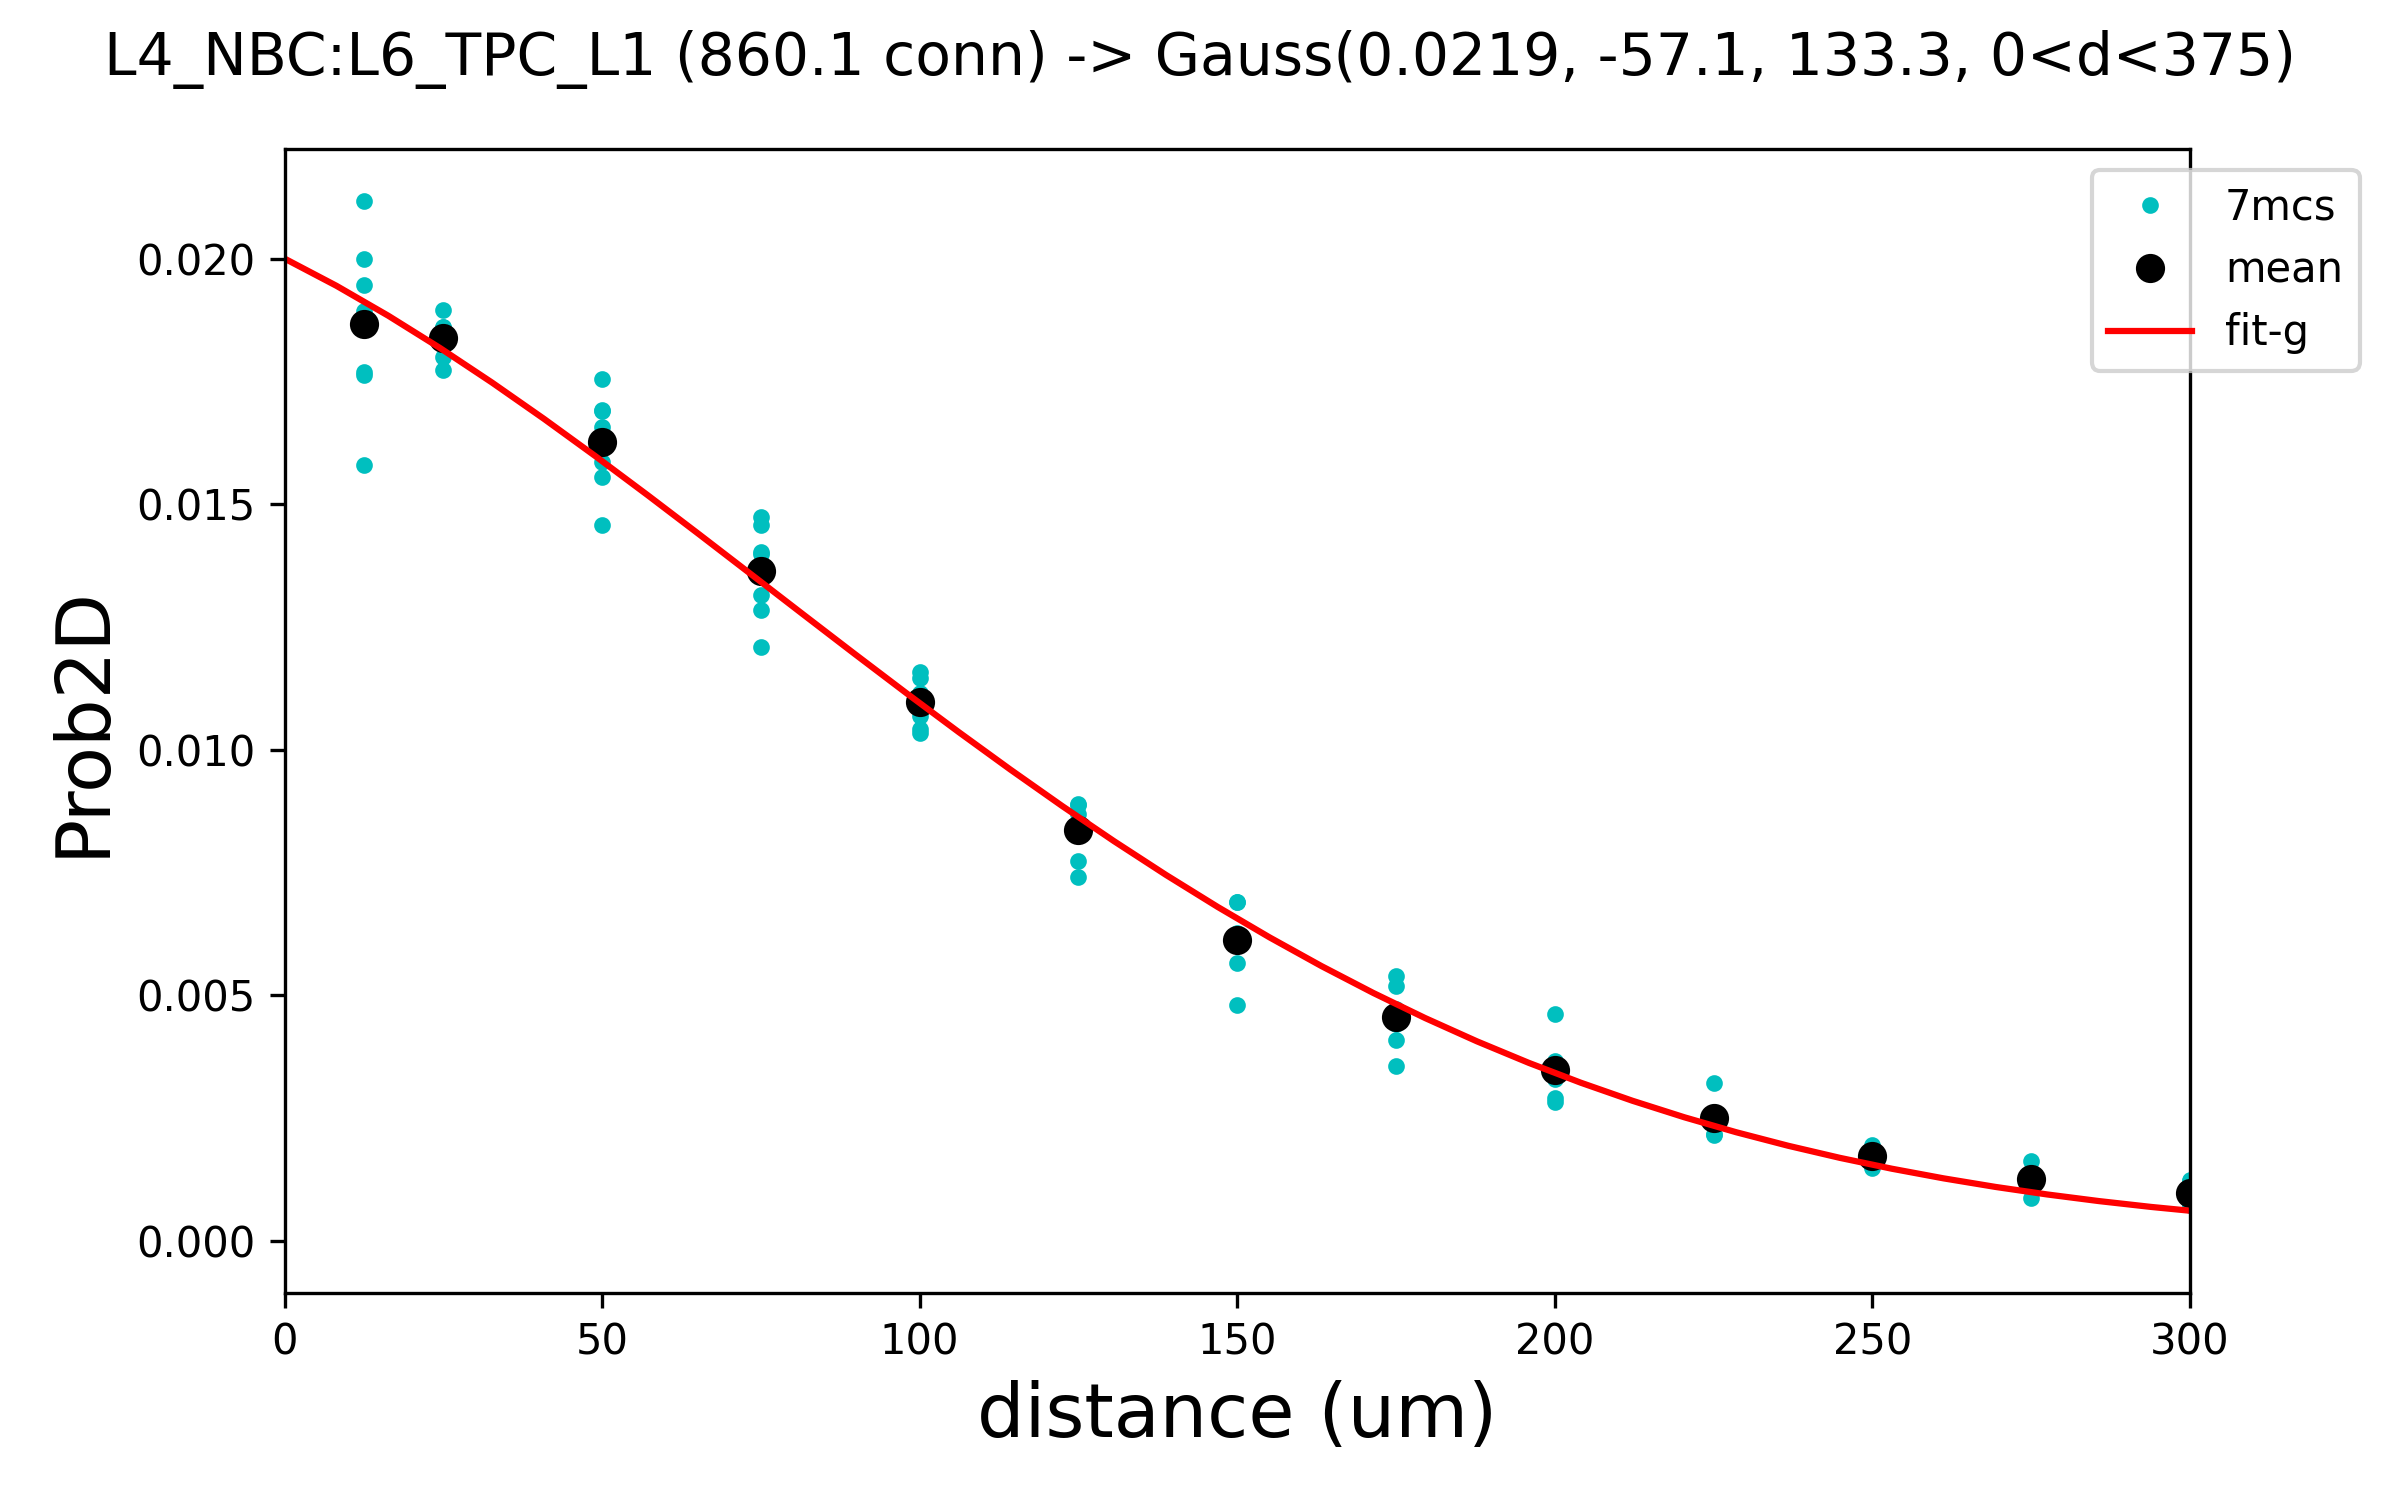 L4_NBC:L6_TPC_L1 (860.1 conn) -> Gauss(0.0219, -57.1, 133.3, 0<d<375)
7mcs
mean
fit-g
0.020
0.015
0.010
0.005
0.000
Prob2D
0 50 100 150 200 250 300
distance (um)